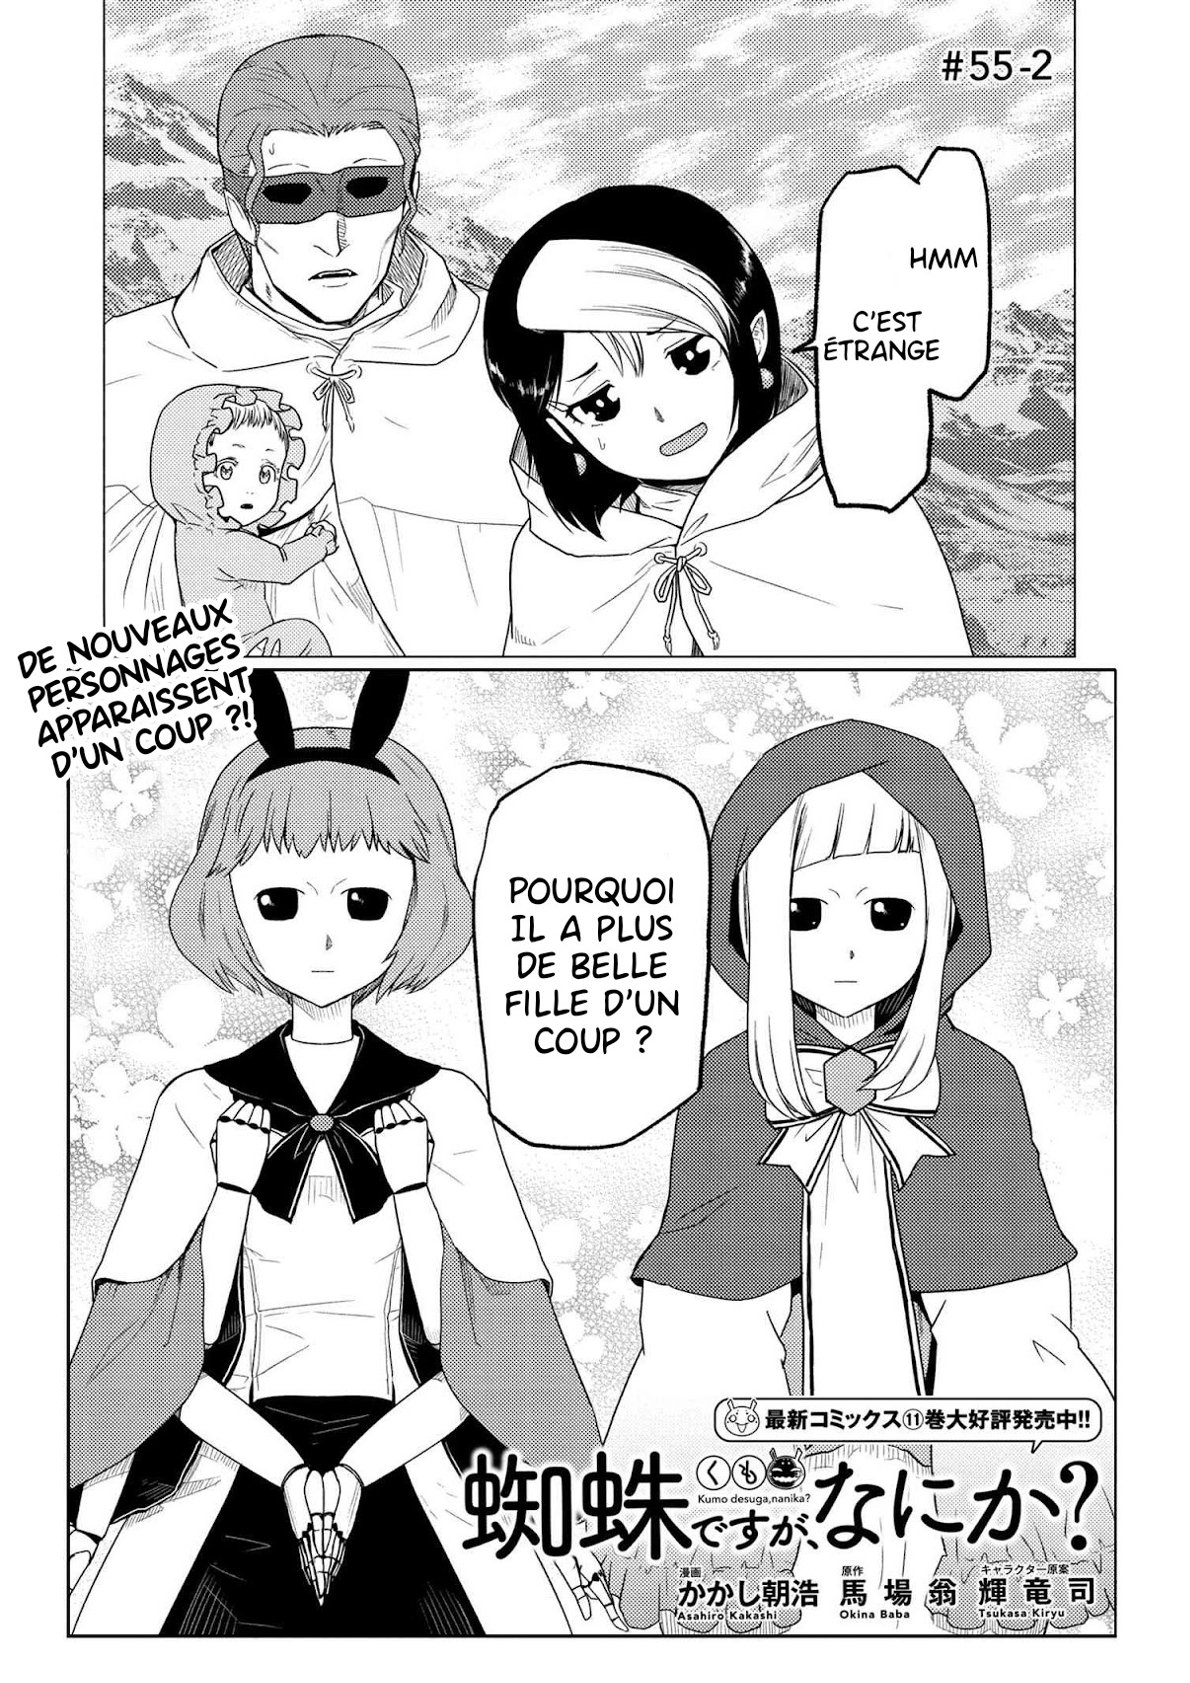 #55-2
HMM
C'EST
ÉTRANGE
DE NOUVEAUX
PERSONNAGES
APPARAISSENT
D'UN COUP ?!
POURQUOI
IL A PLUS
DE BELLE
FILLE D'UN
COUP ?
最新コミックス⑪巻大好評発売中!!
くも
Kumo desuga,nanika?
蜘蛛ですが、なにか?
漫画 原作 キャラクター原案
かかし朝浩 馬場翁 輝竜司
Asahiro Kakashi Okina Baba Tsukasa Kiryu